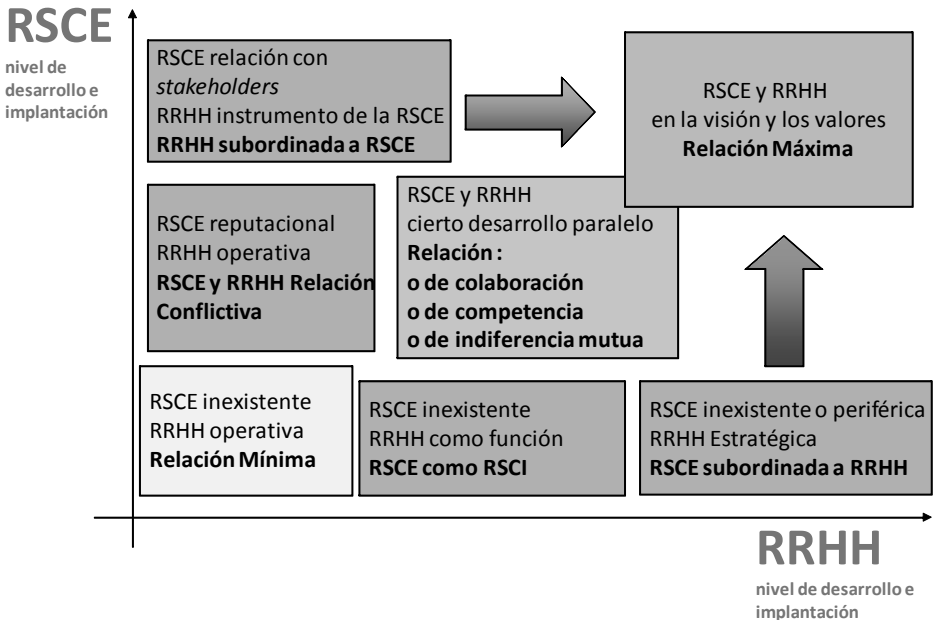 RSCE
nivel de
desarrollo e
implantación
RSCE relación con
stakeholders
RRHH instrumento de la RSCE
RRHH subordinada a RSCE
RSCE y RRHH
en la visión y los valores
Relación Máxima
RSCE reputacional
RRHH operativa
RSCE y RRHH Relación
Conflictiva
RSCE y RRHH
cierto desarrollo paralelo
Relación :
o de colaboración
o de competencia
o de indiferencia mutua
RSCE inexistente
RRHH operativa
Relación Mínima
RSCE inexistente
RRHH como función
RSCE como RSCI
RSCE inexistente o periférica
RRHH Estratégica
RSCE subordinada a RRHH
RRHH
nivel de desarrollo e
implantación